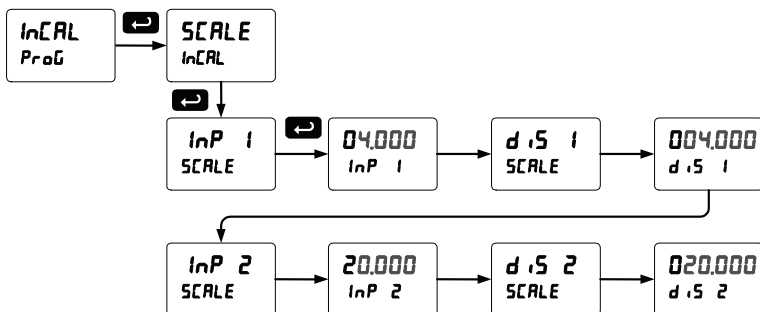 InCAL
ProG
SCALE
InCAL
InP 1
SCALE
04.000
InP 1
diS 1
SCALE
004.000
diS 1
InP 2
SCALE
20.000
InP 2
diS 2
SCALE
020.000
diS 2